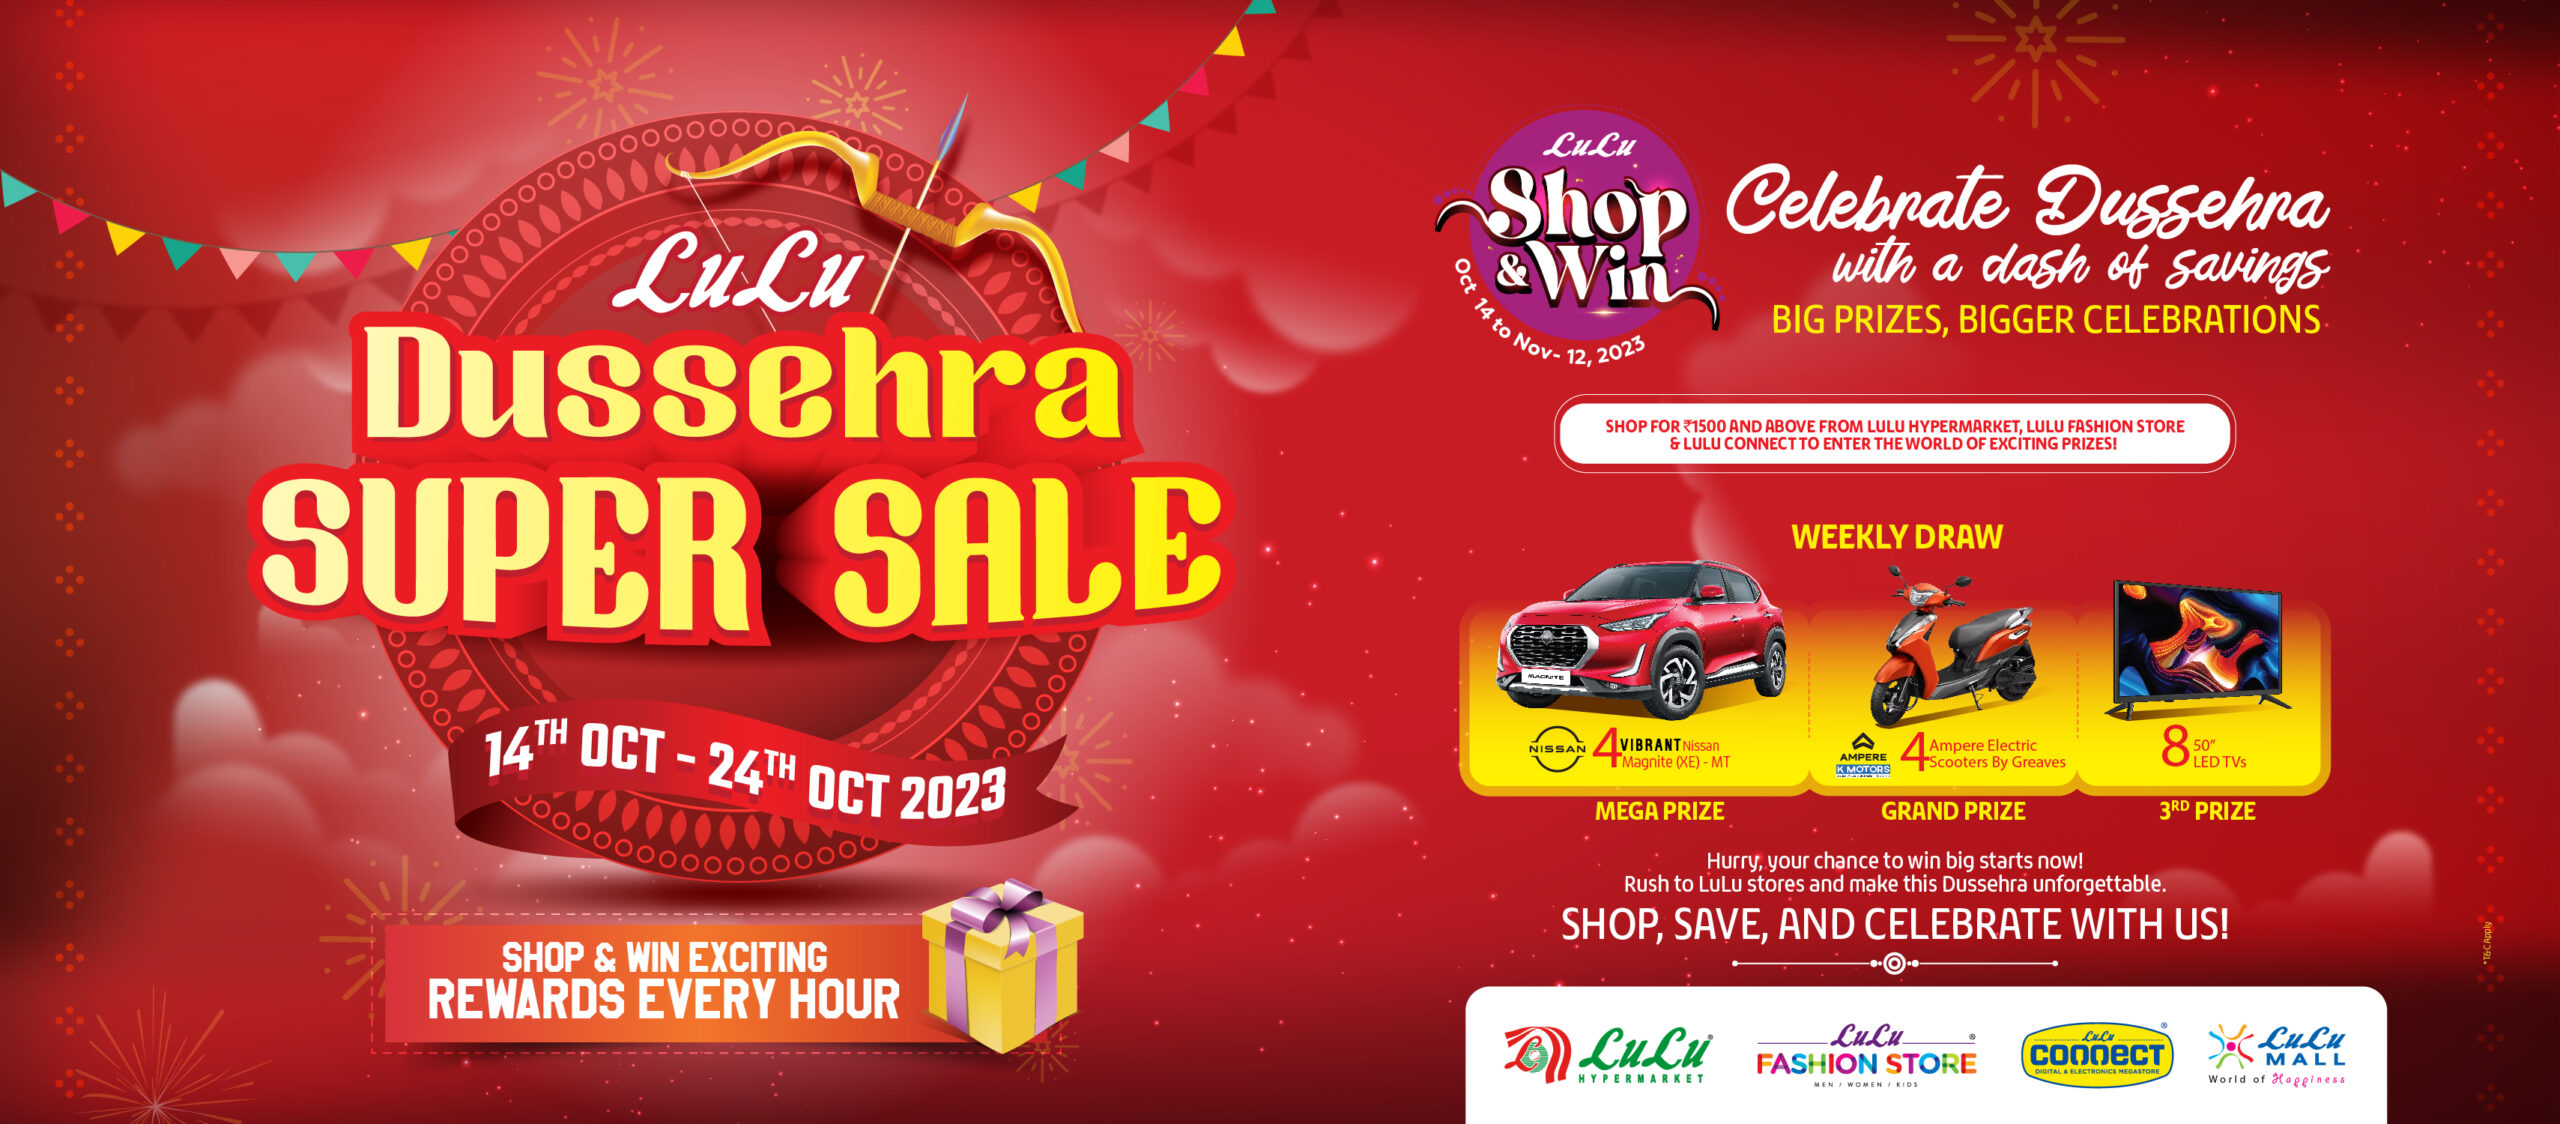 LuLu
Dussehra
SUPER SALE
14TH OCT - 24TH OCT 2023
SHOP & WIN EXCITING
REWARDS EVERY HOUR
LuLu
Shop
& Win
Oct 14 to Nov- 12, 2023
Celebrate Dussehra
with a dash of savings
BIG PRIZES, BIGGER CELEBRATIONS
SHOP FOR ₹1500 AND ABOVE FROM LULU HYPERMARKET, LULU FASHION STORE
& LULU CONNECT TO ENTER THE WORLD OF EXCITING PRIZES!
WEEKLY DRAW
MAGNITE
NISSAN
4 VIBRANT Nissan
Magnite (XE) - MT
MEGA PRIZE
AMPERE
K MOTORS
4 Ampere Electric
Scooters By Greaves
GRAND PRIZE
8 50"
LED TVs
3RD PRIZE
Hurry, your chance to win big starts now!
Rush to LuLu stores and make this Dussehra unforgettable.
SHOP, SAVE, AND CELEBRATE WITH US!
*T&C Apply
LuLu®
HYPERMARKET
LuLu®
FASHION STORE
MEN / WOMEN / KIDS
LuLu®
connect
DIGITAL & ELECTRONICS MEGASTORE
LuLu
MALL
World of Happiness